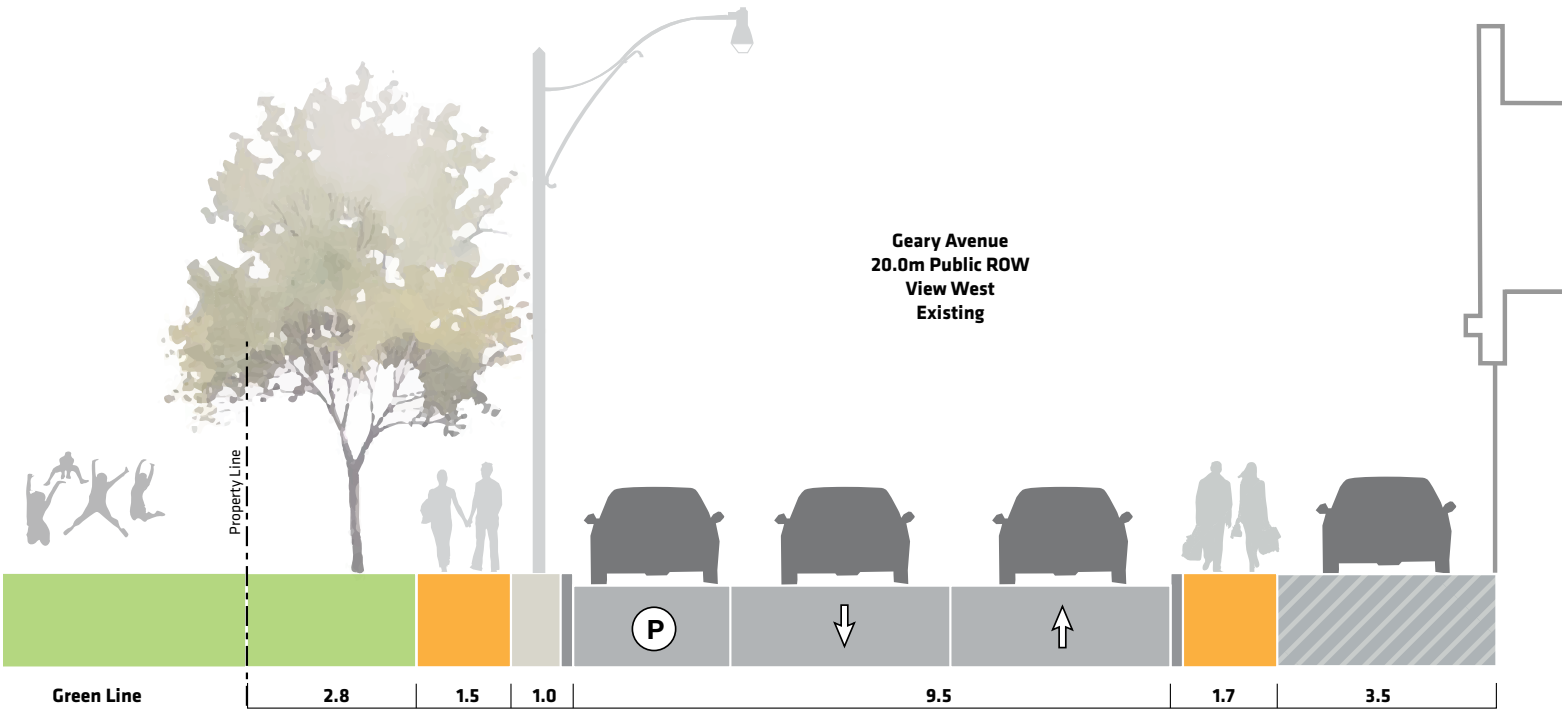 Geary Avenue
20.0m Public ROW
View West
Existing
Property Line
P
Green Line
2.8
1.5
1.0
9.5
1.7
3.5